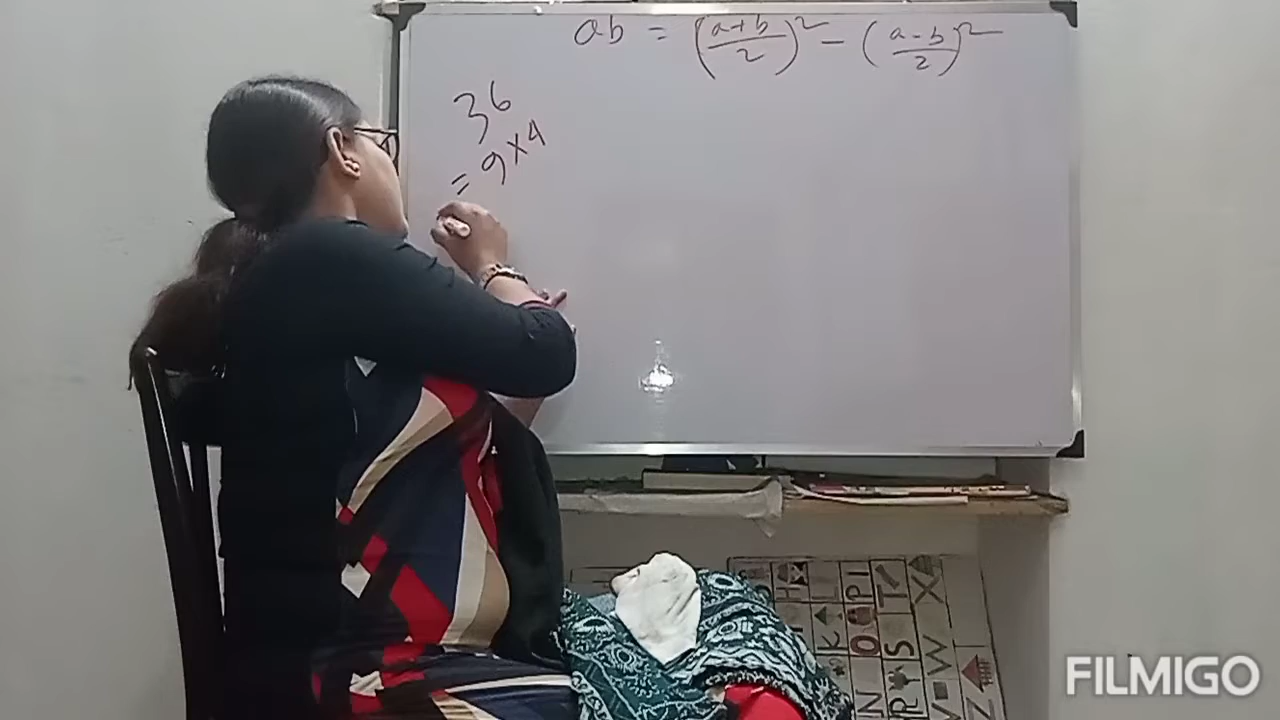 ab = (a+b/2)² - (a-b/2)²
36
= 9 × 4
H L P I T X
K O S W
N R V Z
FILMIGO